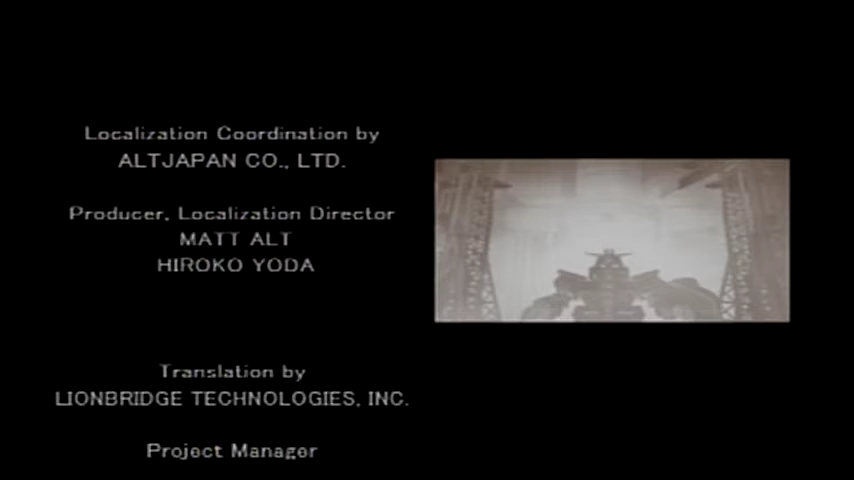 Localization Coordination by
ALTJAPAN CO., LTD.
Producer, Localization Director
MATT ALT
HIROKO YODA
Translation by
LIONBRIDGE TECHNOLOGIES, INC.
Project Manager